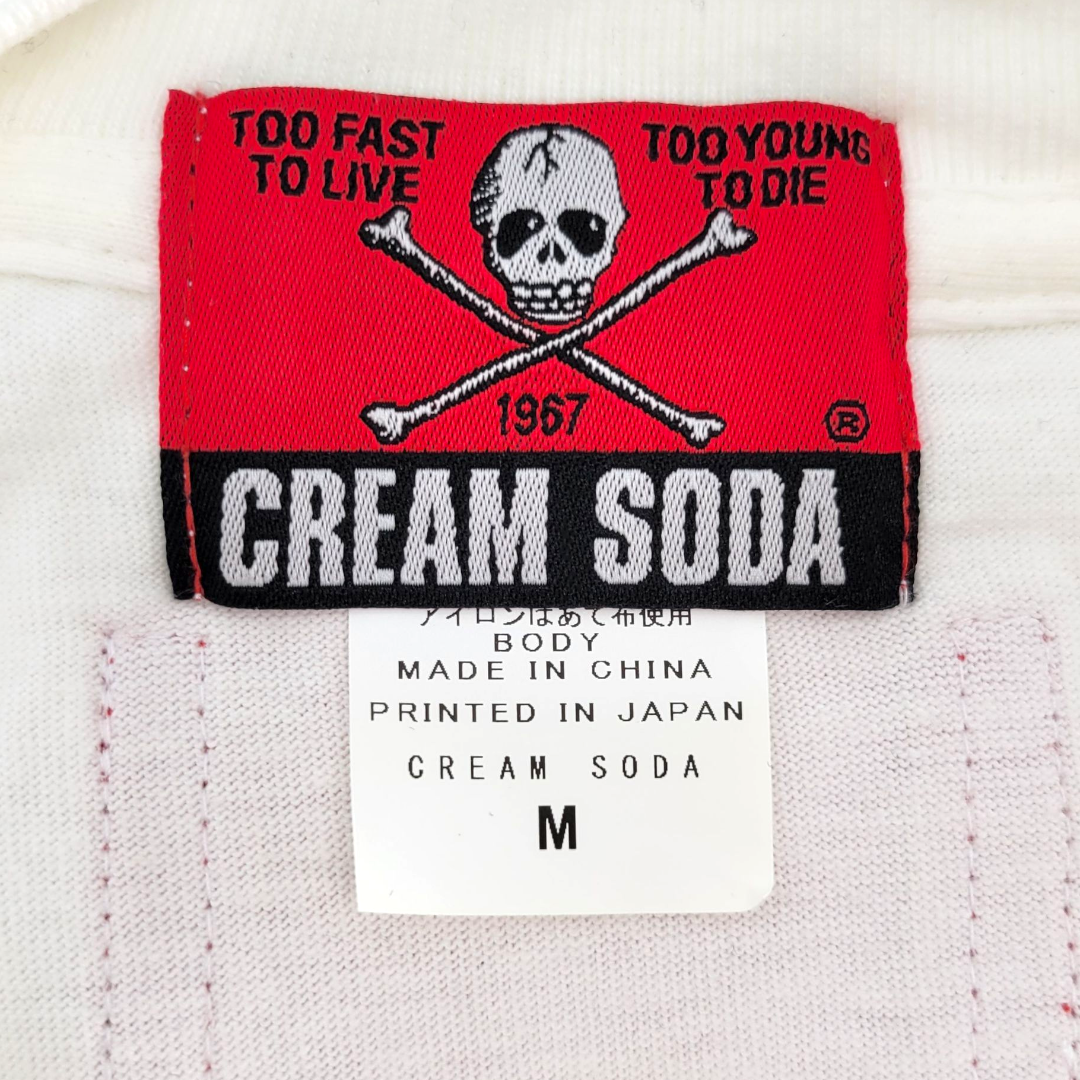 TOO FAST
TO LIVE
TOO YOUNG
TO DIE
1967
®
CREAM SODA
アイロンはあて布使用
BODY
MADE IN CHINA
PRINTED IN JAPAN
CREAM SODA
M